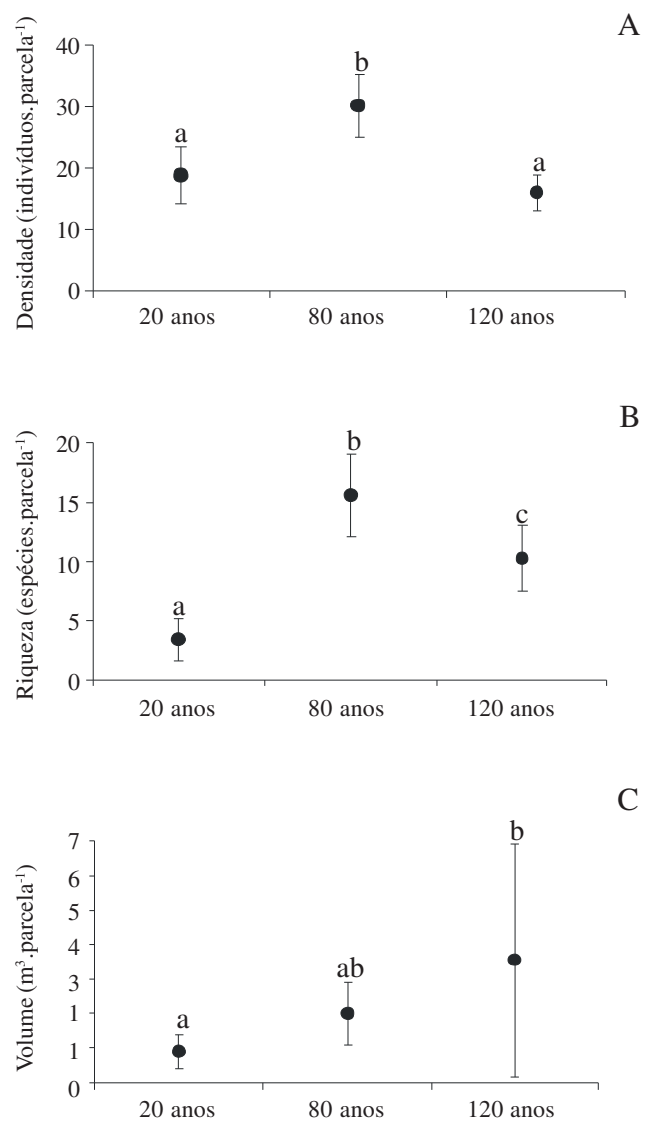 A
Densidade (indivíduos.parcela-1)
40
30
20
10
0
a
b
a
20 anos
80 anos
120 anos
B
Riqueza (espécies.parcela-1)
20
15
10
5
0
a
b
c
20 anos
80 anos
120 anos
C
Volume (m3.parcela-1)
7
6
5
4
3
1
1
0
a
ab
b
20 anos
80 anos
120 anos